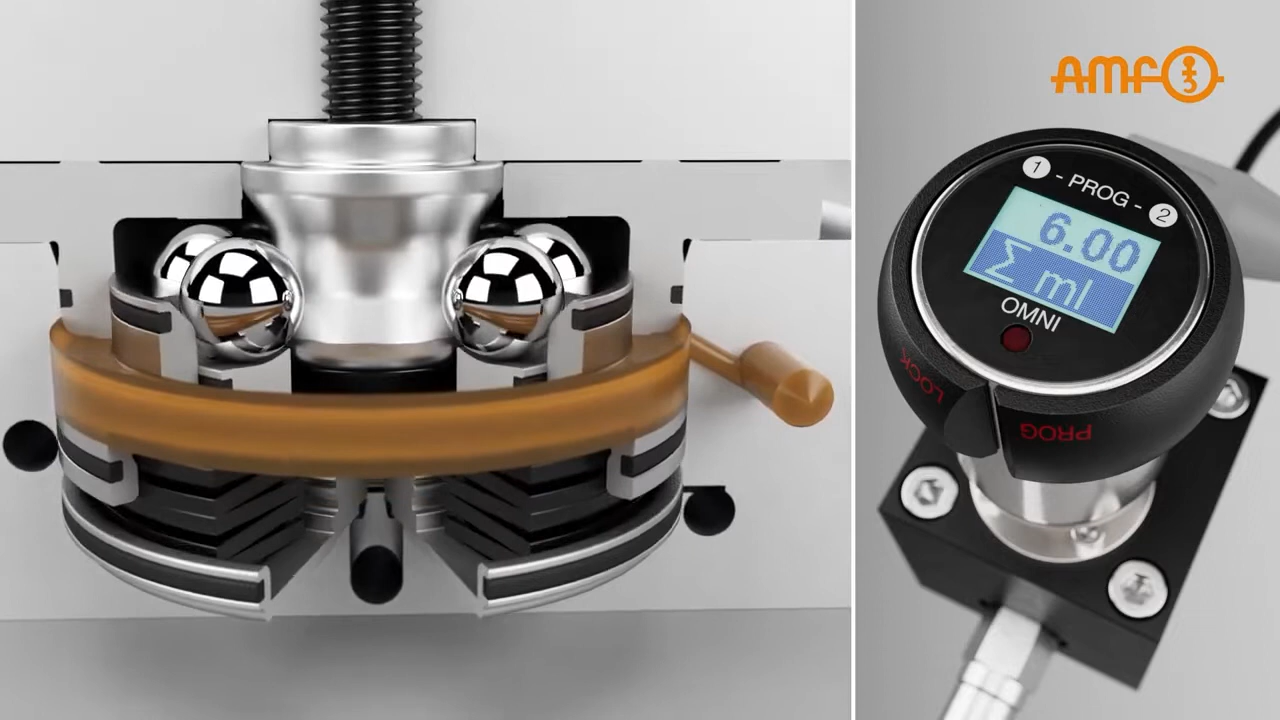 AMF
1 - PROG - 2
6.00
Σ ml
OMNI
LOCK
PROG